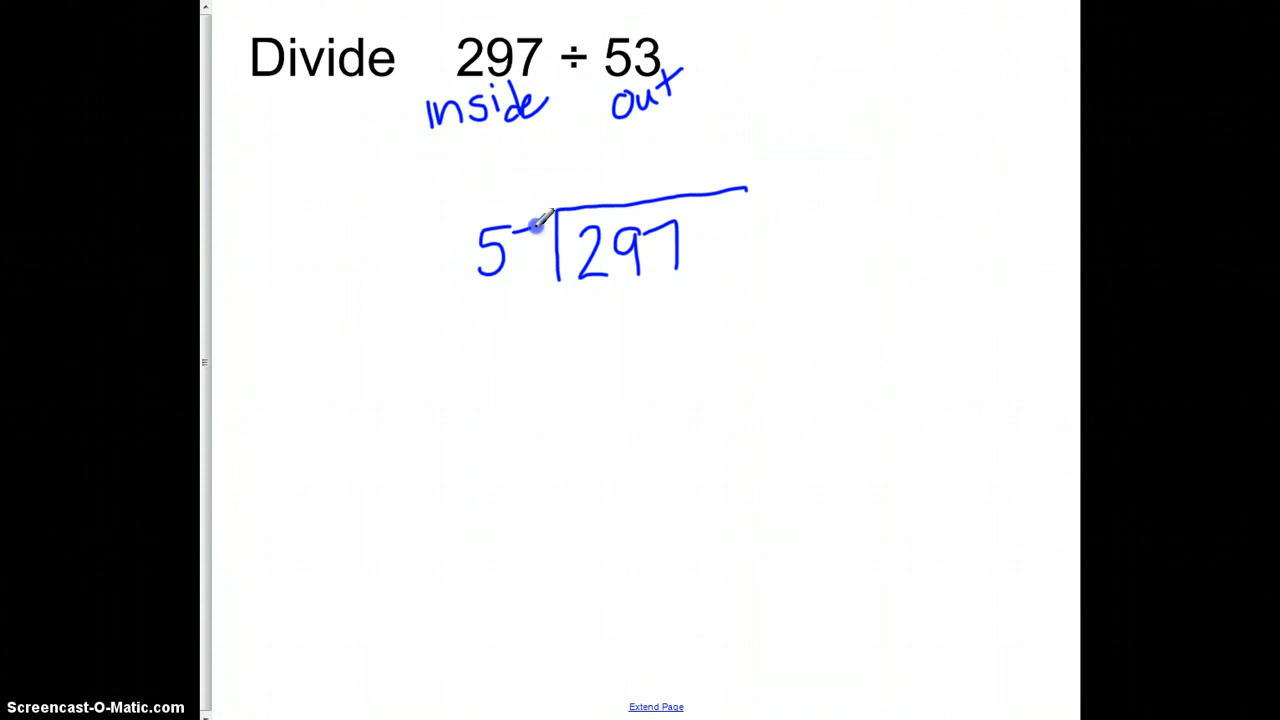 Divide 297 ÷ 53
inside out
5 297
Extend Page
Screencast-O-Matic.com